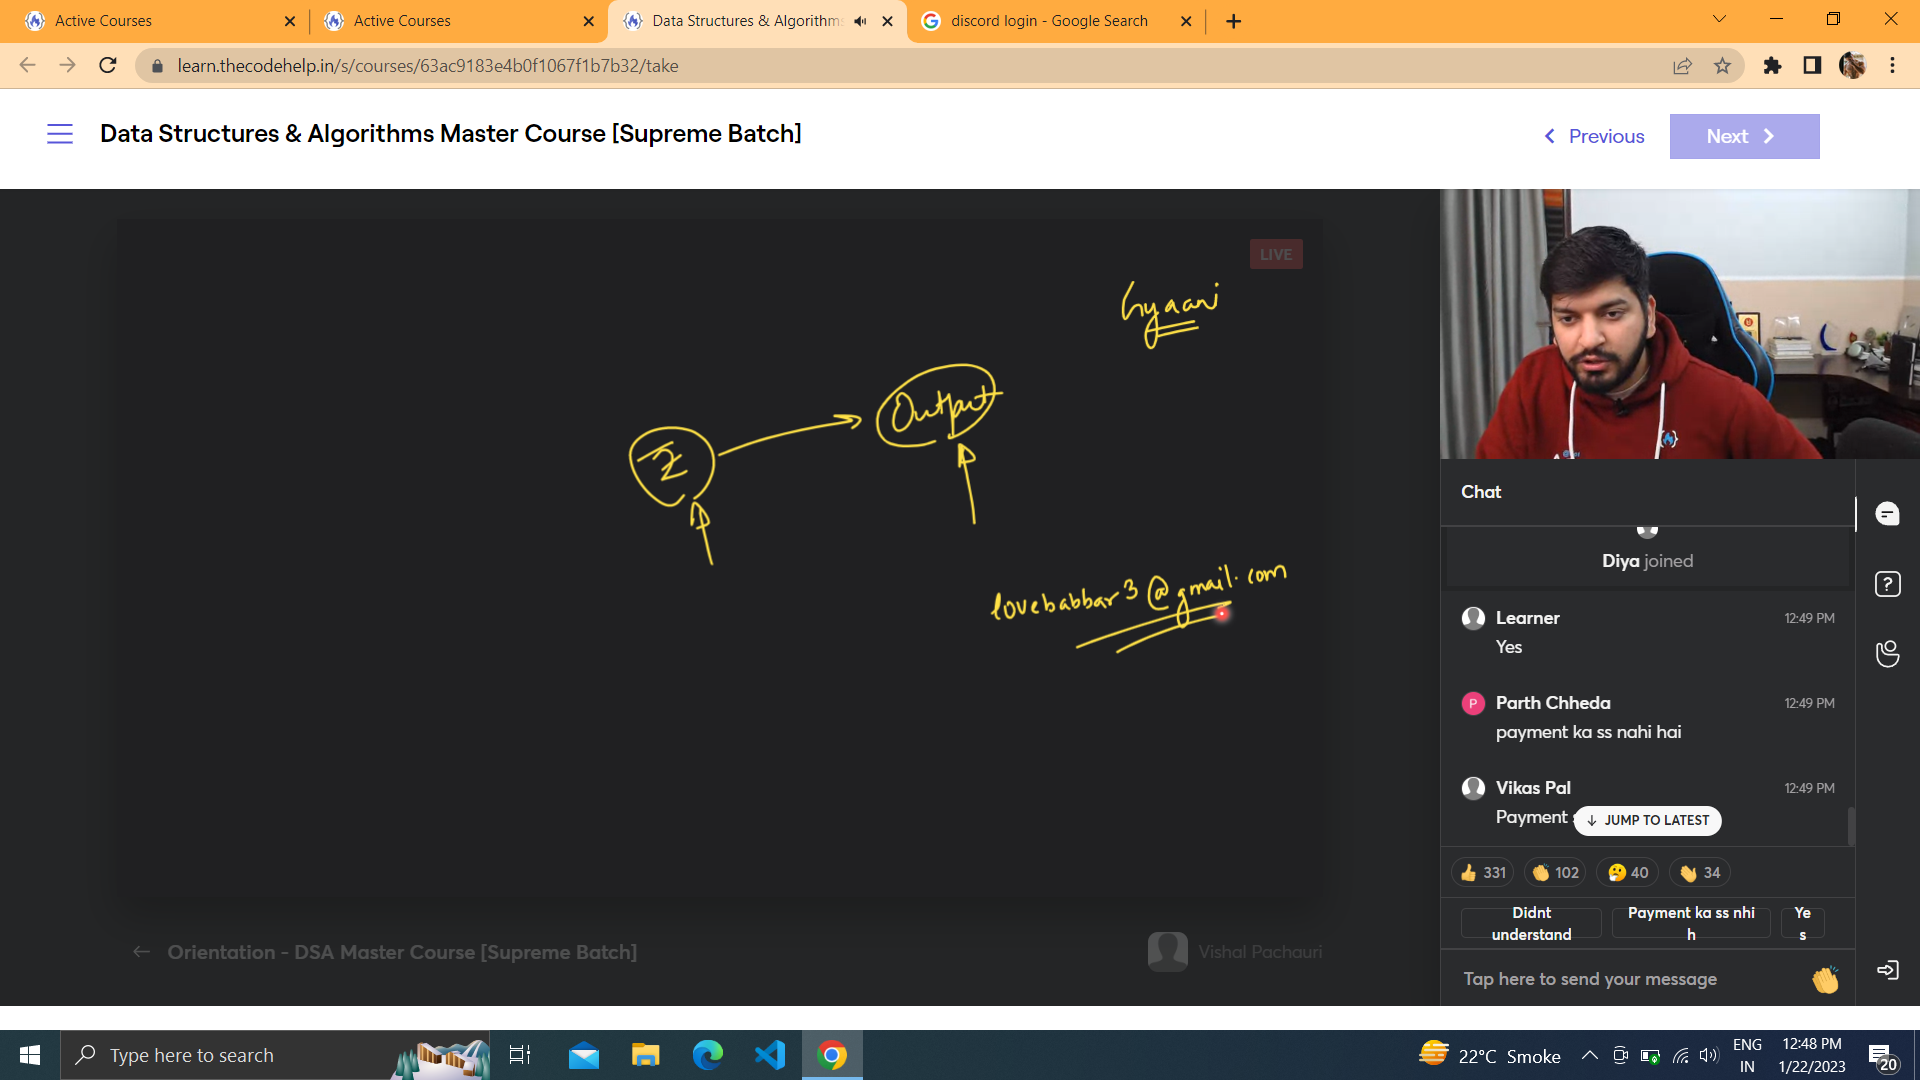 Active Courses
Active Courses
Data Structures & Algorithms
discord login - Google Search
learn.thecodehelp.in/s/courses/63ac9183e4b0f1067f1b7b32/take
Data Structures & Algorithms Master Course [Supreme Batch]
Previous
Next
LIVE
Gyaani
Output
I
lovebabbar3@gmail.com
Chat
Diya joined
Learner 12:49 PM
Yes
P Parth Chheda 12:49 PM
payment ka ss nahi hai
Vikas Pal 12:49 PM
Payment
JUMP TO LATEST
331 102 40 34
Didnt understand
Payment ka ss nhi h
Yes
Tap here to send your message
Orientation - DSA Master Course [Supreme Batch]
Vishal Pachauri
Type here to search
22°C Smoke
ENG
IN
12:48 PM
1/22/2023
20